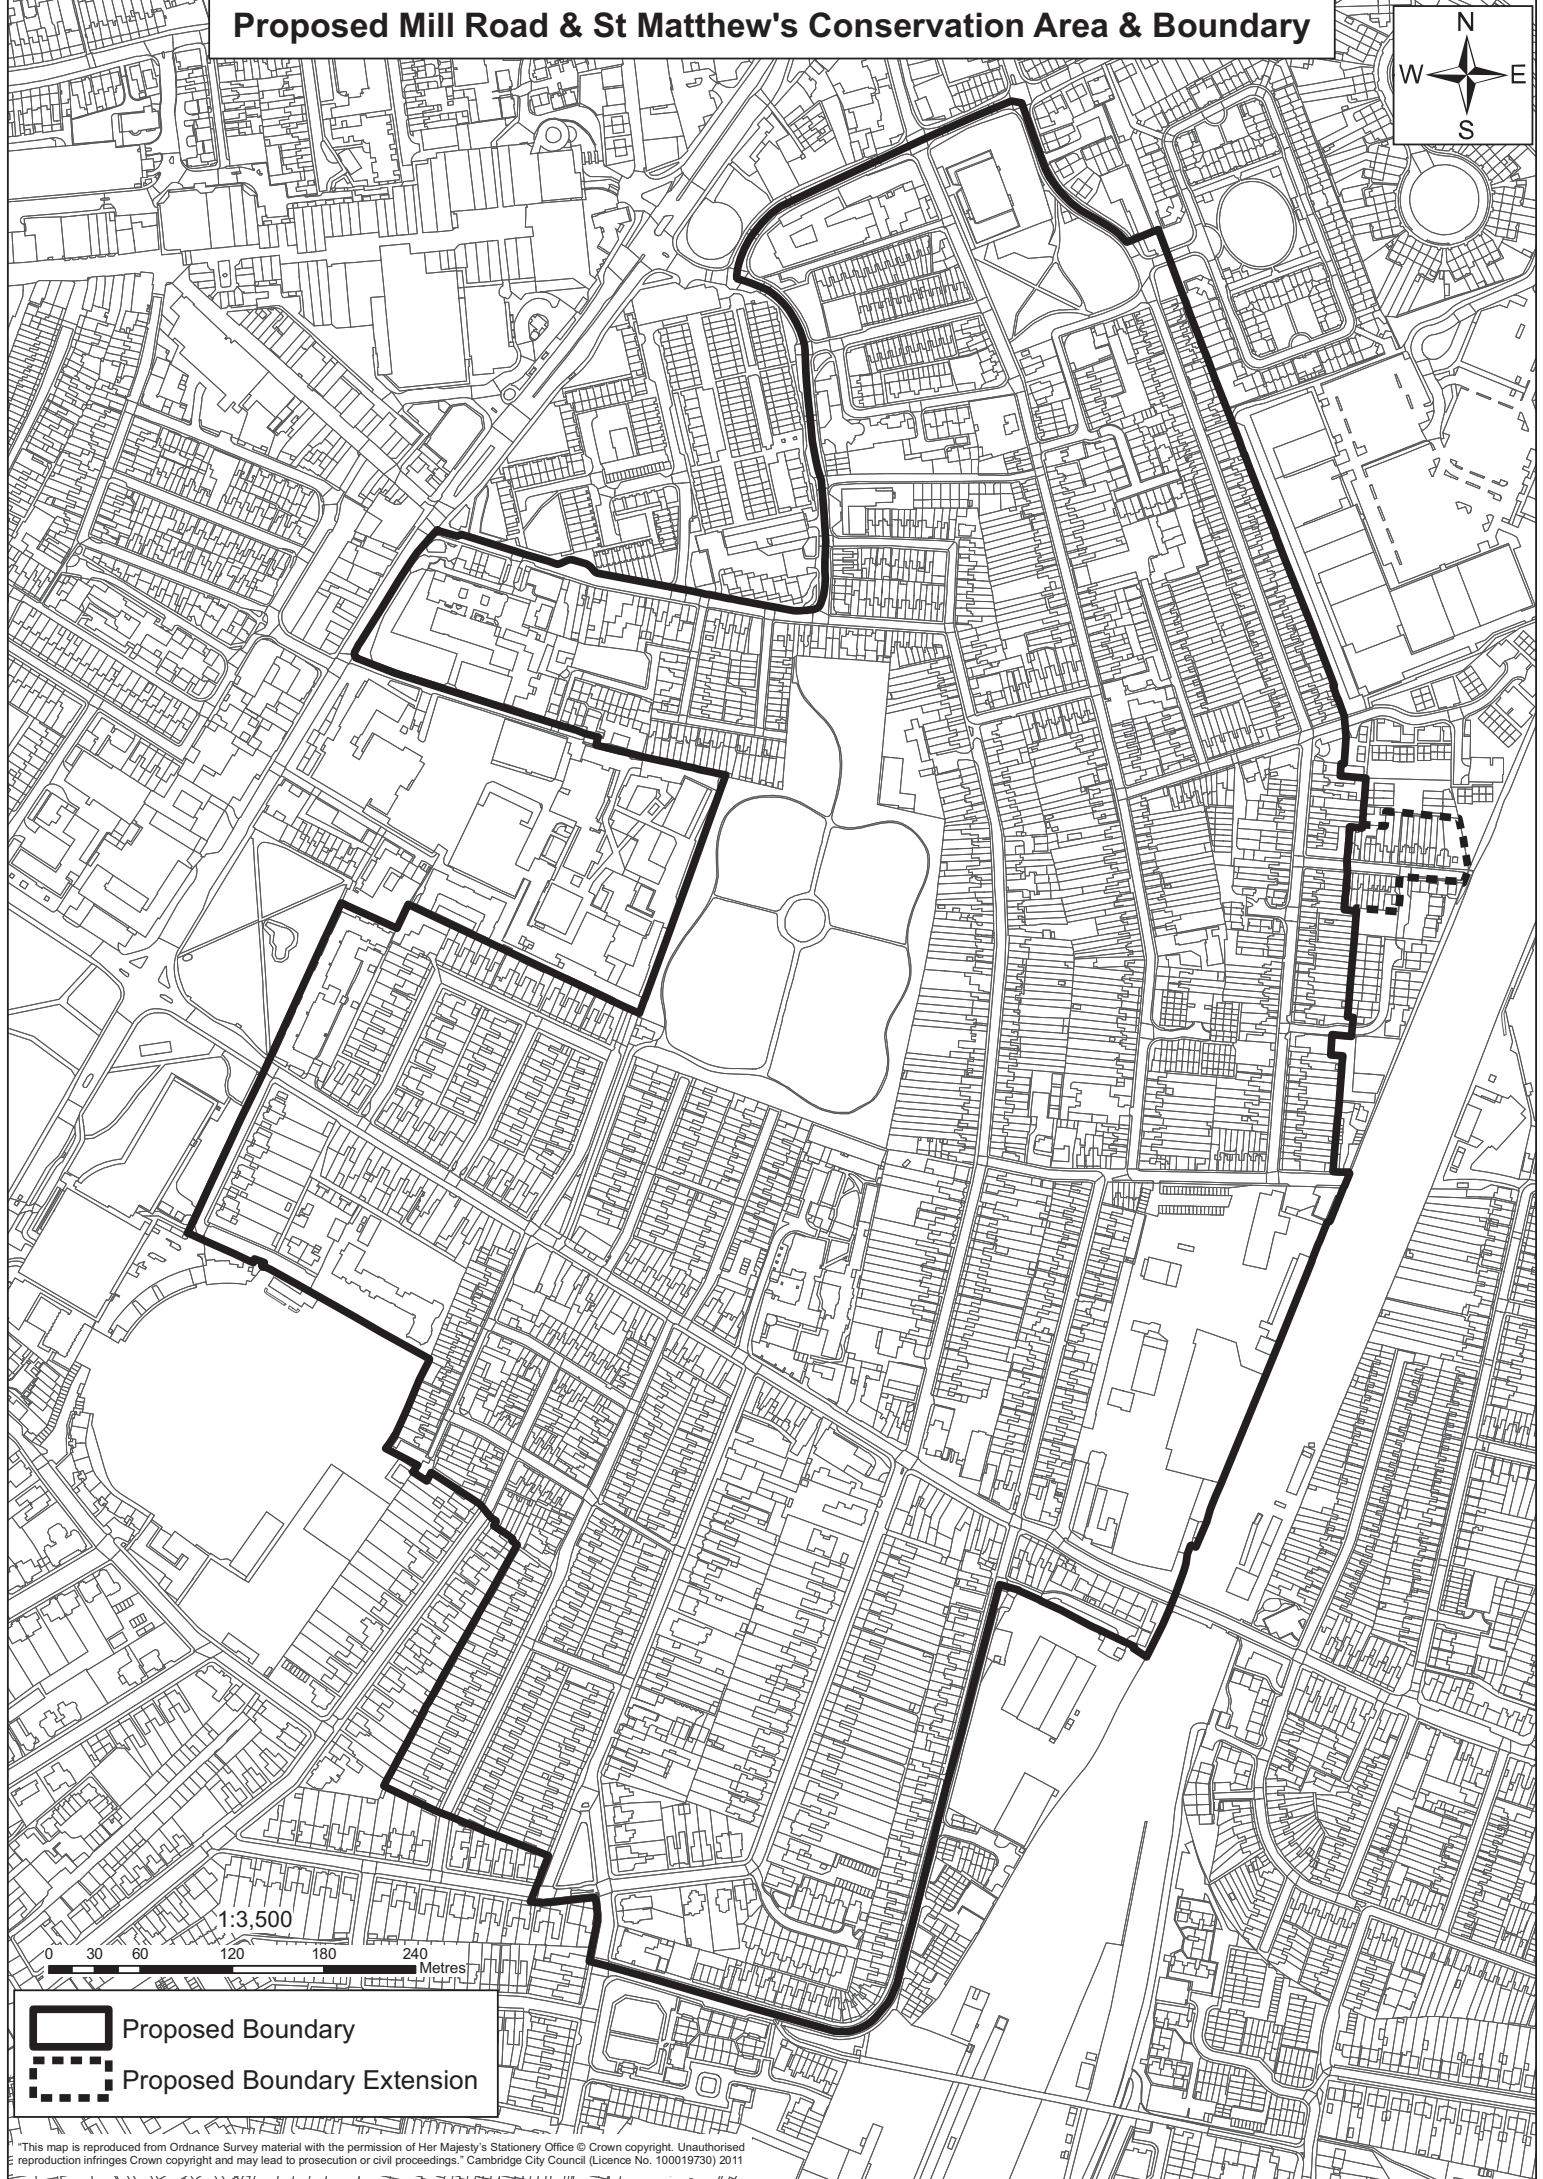 Proposed Mill Road & St Matthew's Conservation Area & Boundary
N
W E
S
1:3,500
0 30 60 120 180 240
Metres
Proposed Boundary
Proposed Boundary Extension
"This map is reproduced from Ordnance Survey material with the permission of Her Majesty's Stationery Office © Crown copyright. Unauthorised
reproduction infringes Crown copyright and may lead to prosecution or civil proceedings." Cambridge City Council (Licence No. 100019730) 2011